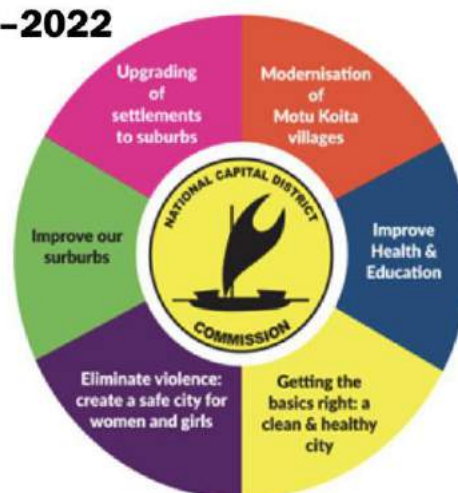 –2022
Upgrading
of
settlements
to suburbs
Modernisation
of
Motu Koita
villages
Improve
Health &
Education
Getting the
basics right: a
clean & healthy
city
Eliminate violence:
create a safe city for
women and girls
Improve our
surburbs
NATIONAL CAPITAL DISTRICT
COMMISSION